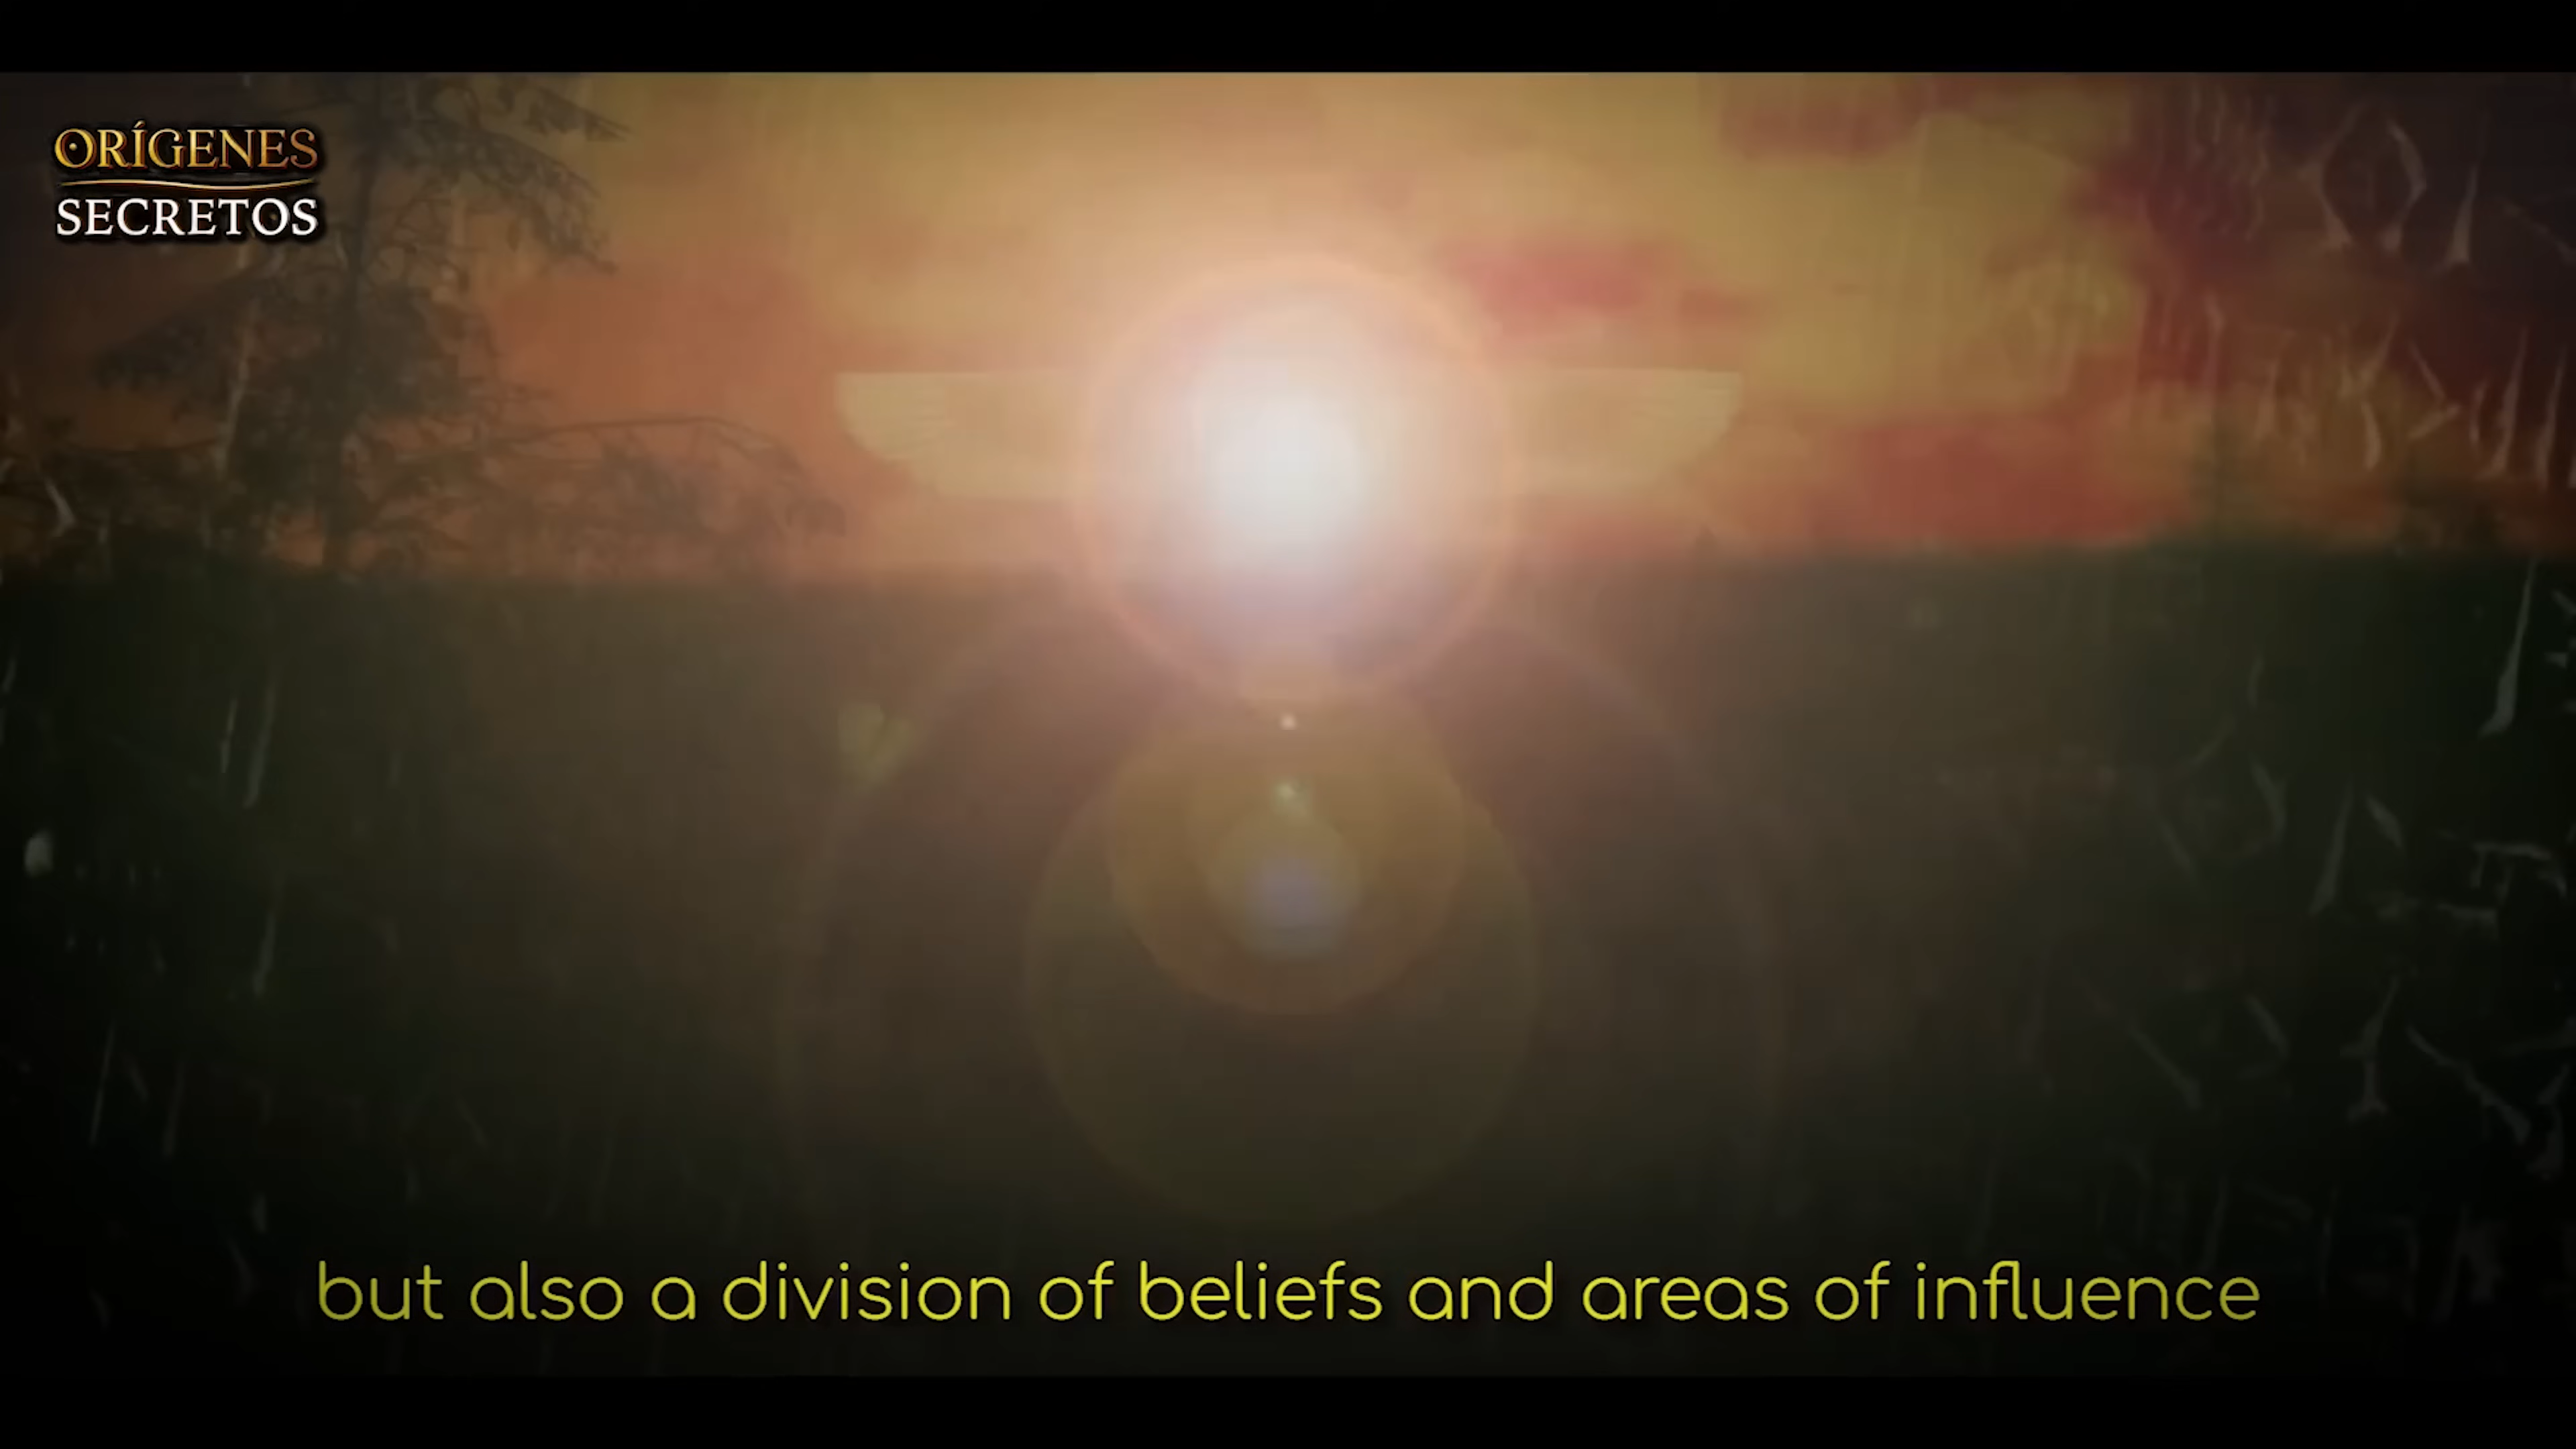 ORÍGENES
SECRETOS
but also a division of beliefs and areas of influence